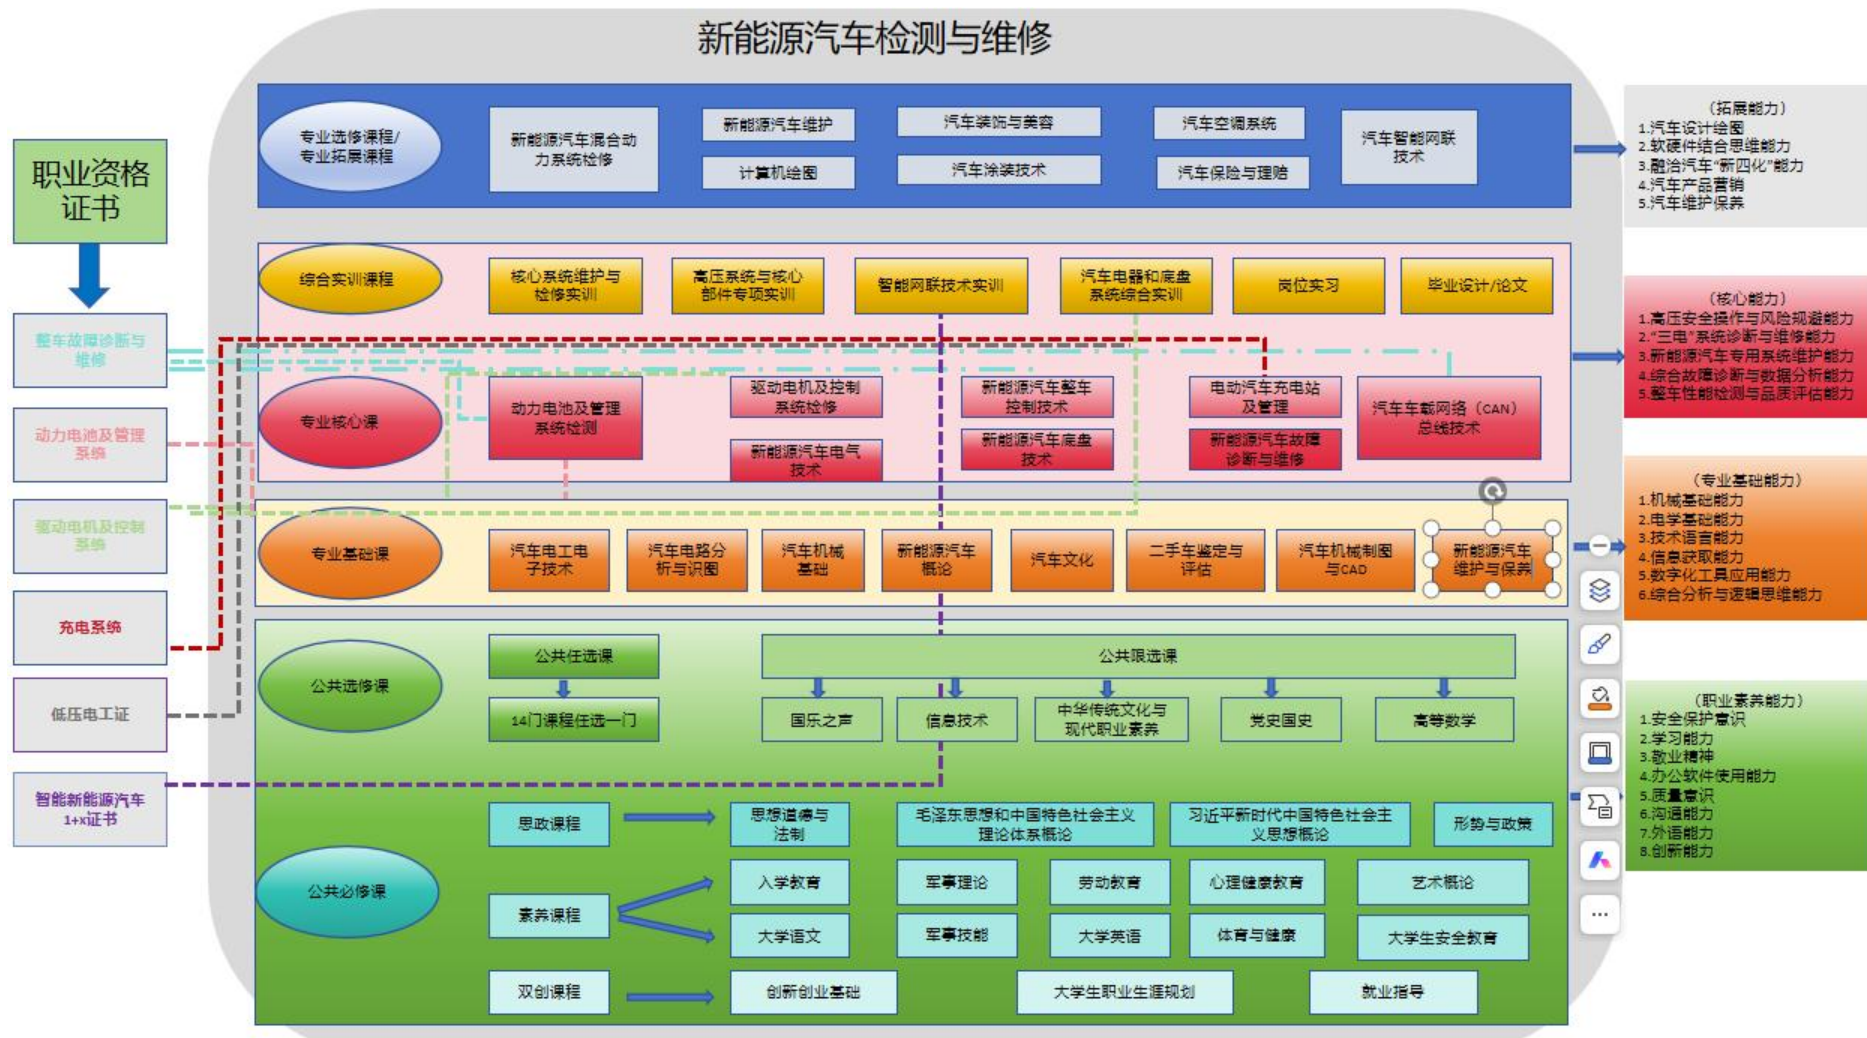 新能源汽车检测与维修
职业资格
证书
整车故障诊断与
维修
动力电池及管理
系统
驱动电机及控制
系统
充电系统
低压电工证
智能新能源汽车
1+x证书
专业选修课程/
专业拓展课程
新能源汽车混合动
力系统检修
新能源汽车维护
计算机绘图
汽车装饰与美容
汽车涂装技术
汽车空调系统
汽车保险与理赔
汽车智能网联
技术
综合实训课程
核心系统维护与
检修实训
高压系统与核心
部件专项实训
智能网联技术实训
汽车电器和底盘
系统综合实训
岗位实习
毕业设计/论文
专业核心课
动力电池及管理
系统检测
驱动电机及控制
系统检修
新能源汽车电气
技术
新能源汽车整车
控制技术
新能源汽车底盘
技术
电动汽车充电站
及管理
新能源汽车故障
诊断与维修
汽车车载网络（CAN）
总线技术
专业基础课
汽车电工电
子技术
汽车电路分
析与识图
汽车机械
基础
新能源汽车
概论
汽车文化
二手车鉴定与
评估
汽车机械制图
与CAD
新能源汽车
维护与保养
公共选修课
公共任选课
14门课程任选一门
公共限选课
国乐之声
信息技术
中华传统文化与
现代职业素养
党史国史
高等数学
公共必修课
思政课程
思想道德与
法制
毛泽东思想和中国特色社会主义
理论体系概论
习近平新时代中国特色社会主
义思想概论
形势与政策
素养课程
入学教育
军事理论
劳动教育
心理健康教育
艺术概论
大学语文
军事技能
大学英语
体育与健康
大学生安全教育
双创课程
创新创业基础
大学生职业生涯规划
就业指导
（拓展能力）
1.汽车设计绘图
2.软硬件结合思维能力
3.融洽汽车“新四化”能力
4.汽车产品营销
5.汽车维护保养
（核心能力）
1.高压安全操作与风险规避能力
2.“三电”系统诊断与维修能力
3.新能源汽车专用系统维护能力
4.综合故障诊断与数据分析能力
5.整车性能检测与品质评估能力
（专业基础能力）
1.机械基础能力
2.电学基础能力
3.技术语言能力
4.信息获取能力
5.数字化工具应用能力
6.综合分析与逻辑思维能力
（职业素养能力）
1.安全保护意识
2.学习能力
3.敬业精神
4.办公软件使用能力
5.质量意识
6.沟通能力
7.外语能力
8.创新能力